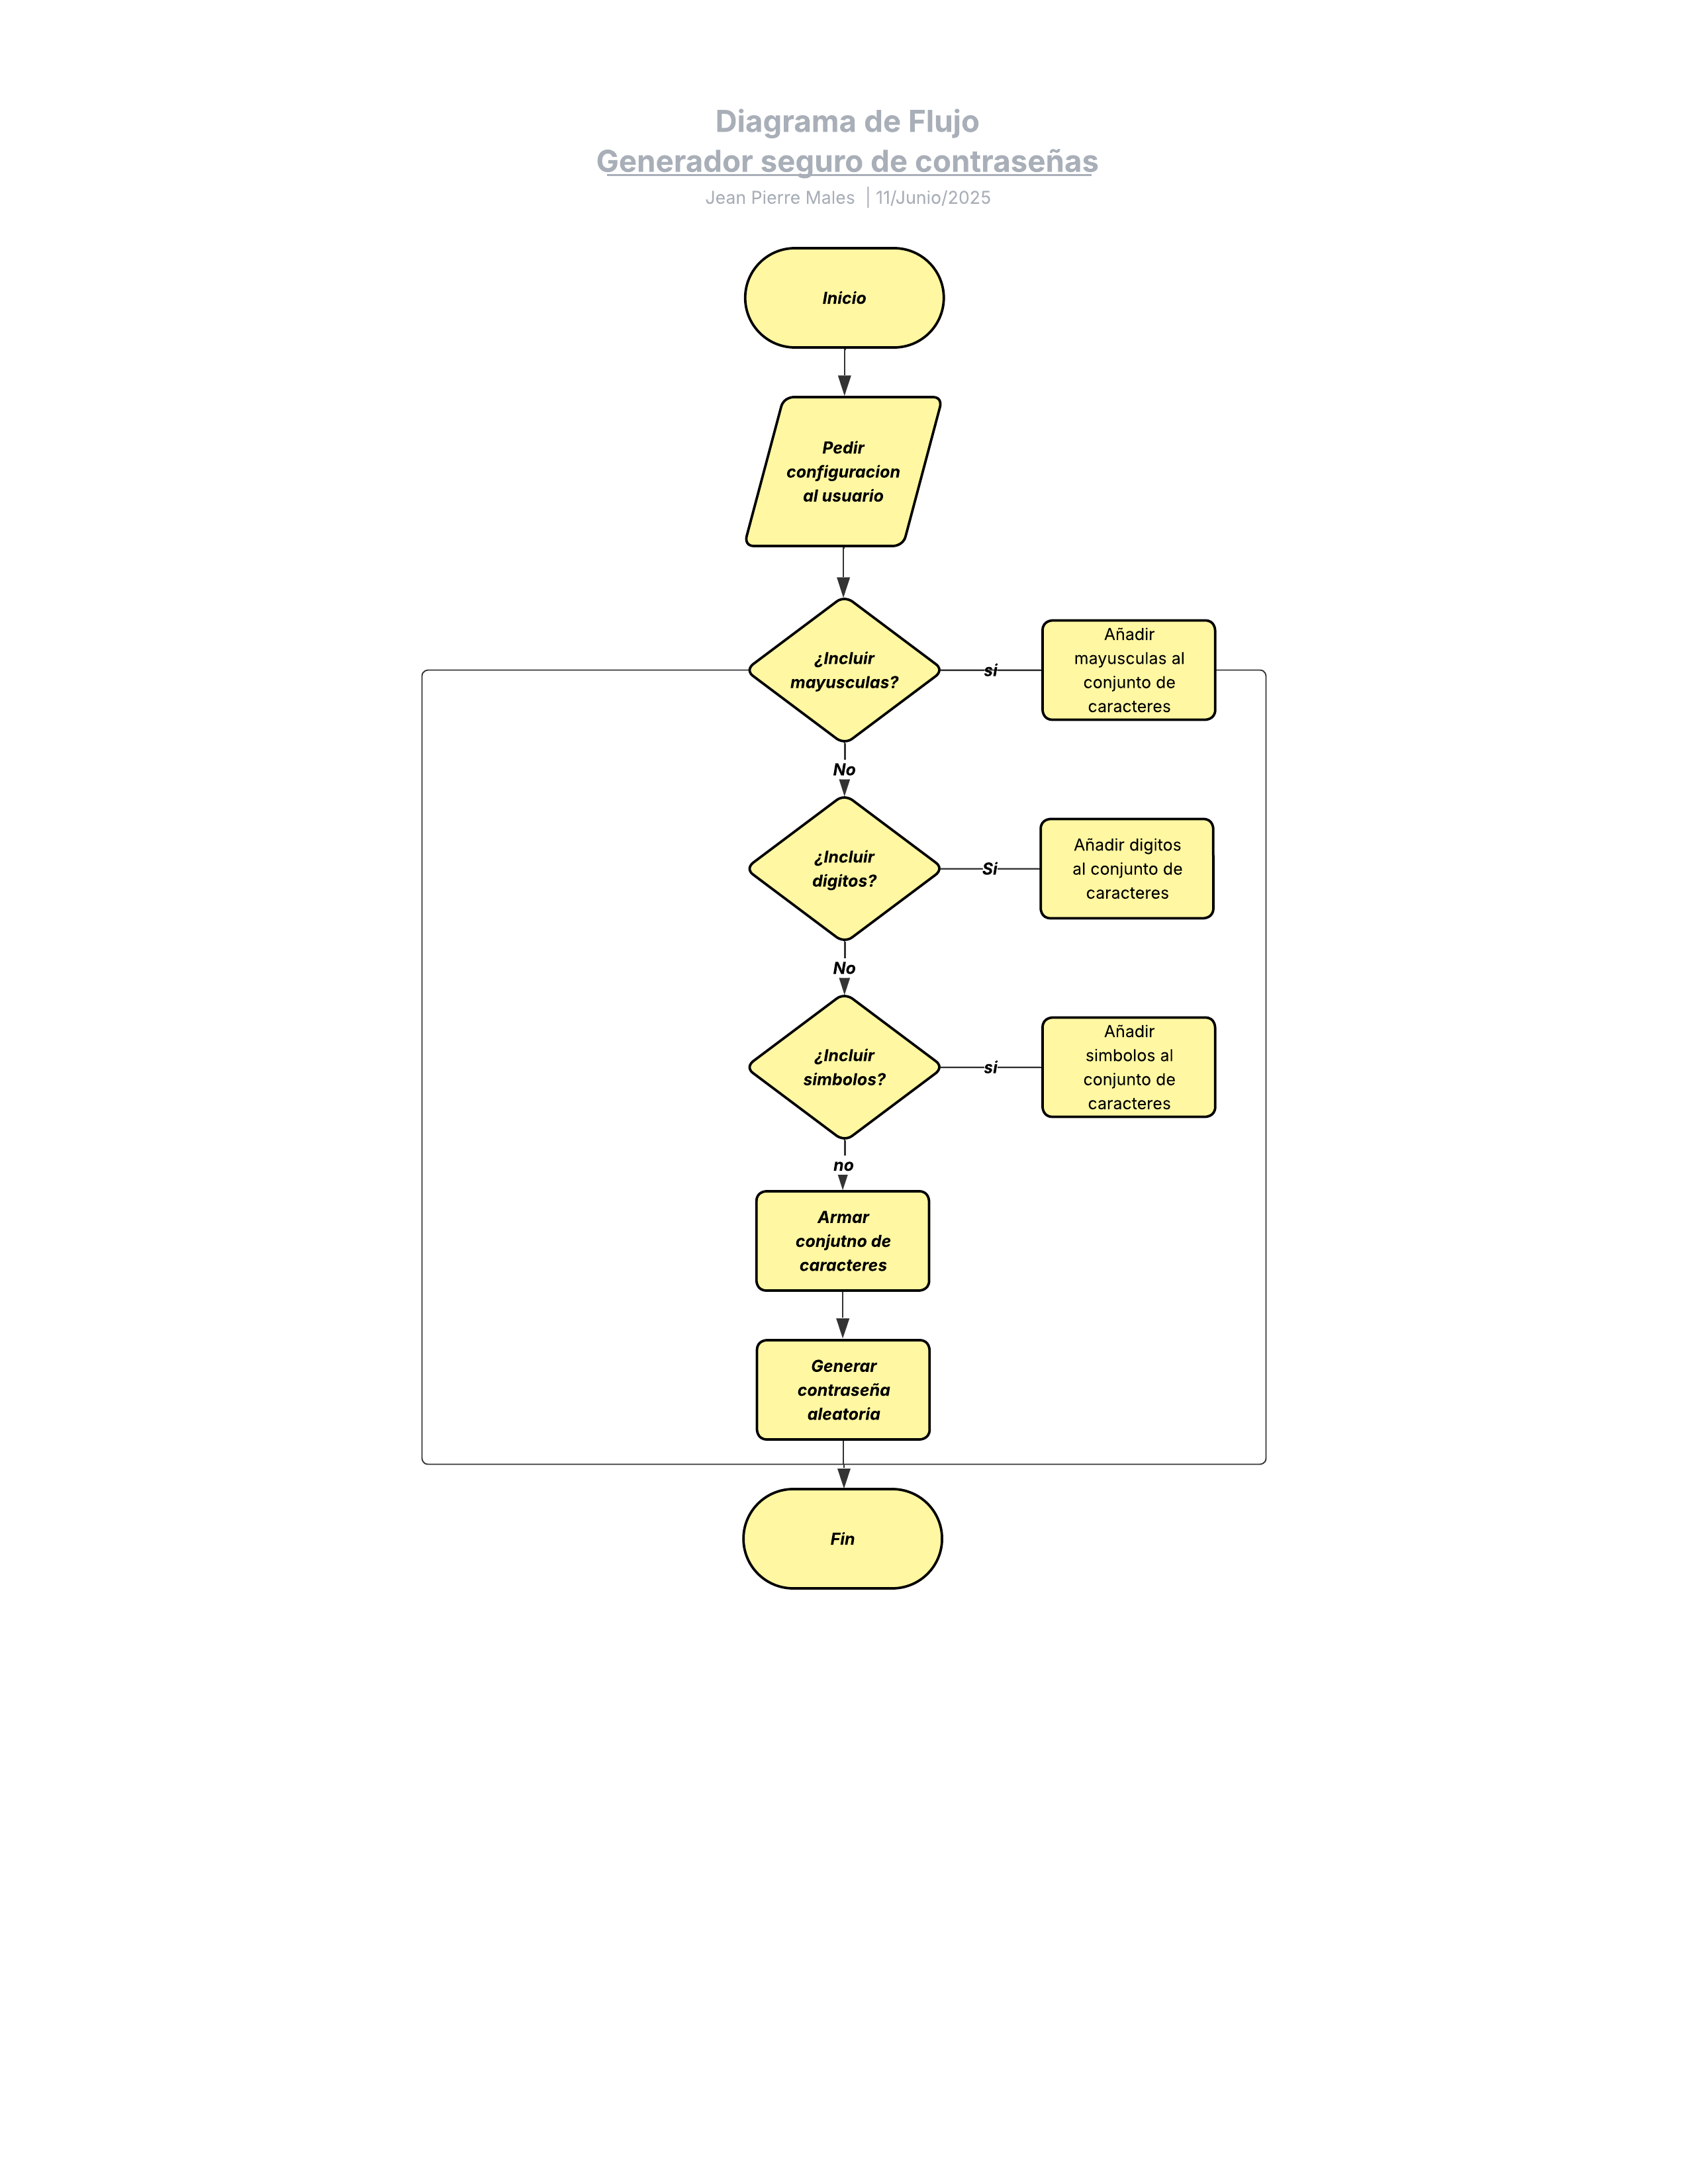 Diagrama de Flujo
Generador seguro de contraseñas
Jean Pierre Males | 11/Junio/2025
Inicio
Pedir
configuracion
al usuario
¿Incluir
mayusculas?
si
Añadir
mayusculas al
conjunto de
caracteres
No
¿Incluir
digitos?
Si
Añadir digitos
al conjunto de
caracteres
No
¿Incluir
simbolos?
si
Añadir
simbolos al
conjunto de
caracteres
no
Armar
conjutno de
caracteres
Generar
contraseña
aleatoria
Fin